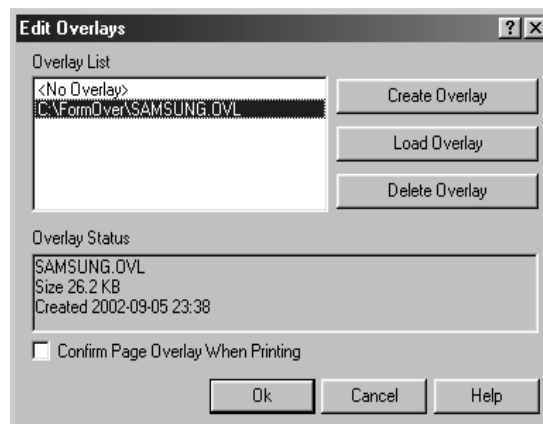 Edit Overlays
Overlay List
<No Overlay>
C:\FormOver\SAMSUNG.OVL
Create Overlay
Load Overlay
Delete Overlay
Overlay Status
SAMSUNG.OVL
Size 26.2 KB
Created 2002-09-05 23:38
Confirm Page Overlay When Printing
Ok Cancel Help